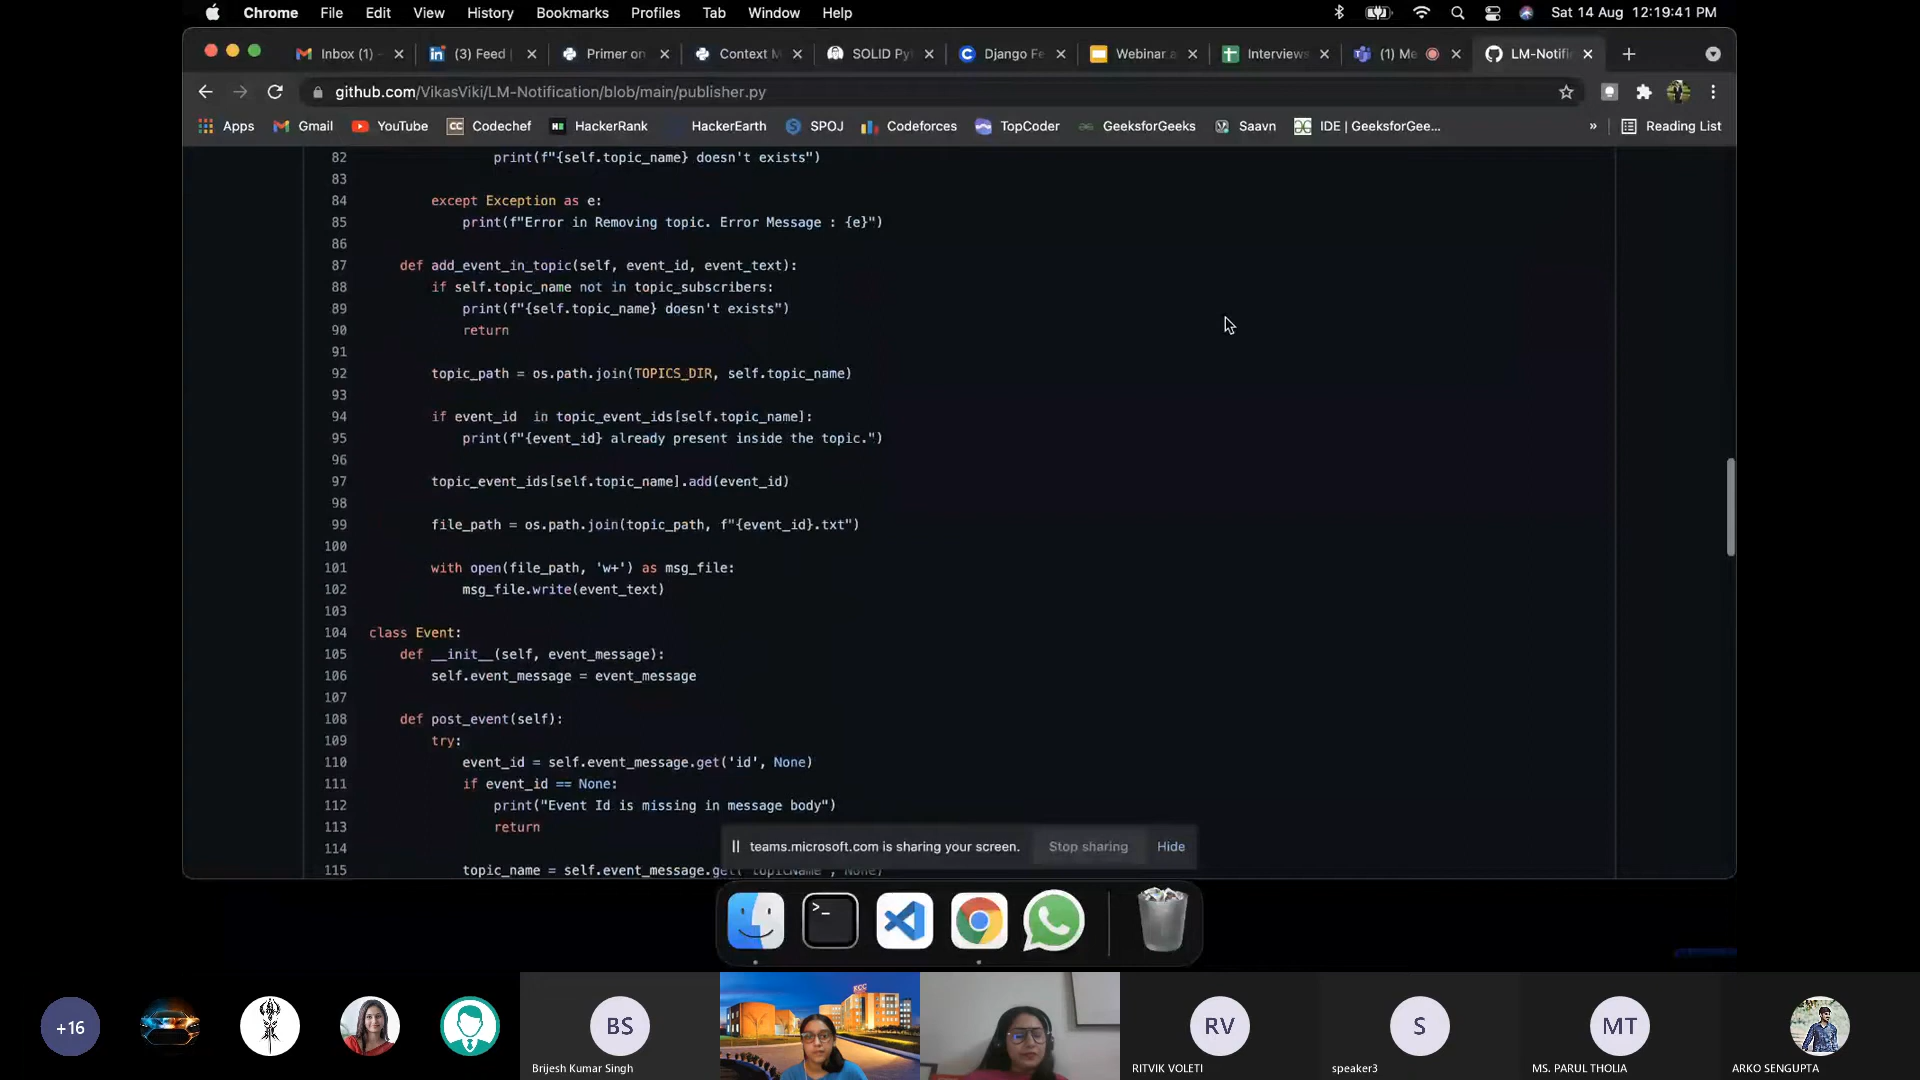 Chrome File Edit View History Bookmarks Profiles Tab Window Help Sat 14 Aug 12:19:41 PM
Inbox (1) - (3) Feed | Primer on Context M SOLID Py Django Fe Webinar a Interviews (1) Me LM-Notifi
github.com/VikasViki/LM-Notification/blob/main/publisher.py
Apps Gmail YouTube CC Codechef HackerRank HackerEarth SPOJ Codeforces TopCoder GeeksforGeeks Saavn IDE | GeeksforGee... » Reading List
82 print(f"{self.topic_name} doesn't exists")
83
84 except Exception as e:
85 print(f"Error in Removing topic. Error Message : {e}")
86
87 def add_event_in_topic(self, event_id, event_text):
88 if self.topic_name not in topic_subscribers:
89 print(f"{self.topic_name} doesn't exists")
90 return
91
92 topic_path = os.path.join(TOPICS_DIR, self.topic_name)
93
94 if event_id  in topic_event_ids[self.topic_name]:
95 print(f"{event_id} already present inside the topic.")
96
97 topic_event_ids[self.topic_name].add(event_id)
98
99 file_path = os.path.join(topic_path, f"{event_id}.txt")
100
101 with open(file_path, 'w+') as msg_file:
102 msg_file.write(event_text)
103
104 class Event:
105 def __init__(self, event_message):
106 self.event_message = event_message
107
108 def post_event(self):
109 try:
110 event_id = self.event_message.get('id', None)
111 if event_id == None:
112 print("Event Id is missing in message body")
113 return
114
115 topic_name = self.event_message.get('topicName', None)
teams.microsoft.com is sharing your screen. Stop sharing Hide
+16 BS RV S MT
KCC
Brijesh Kumar Singh RITVIK VOLETI speaker3 MS. PARUL THOLIA ARKO SENGUPTA